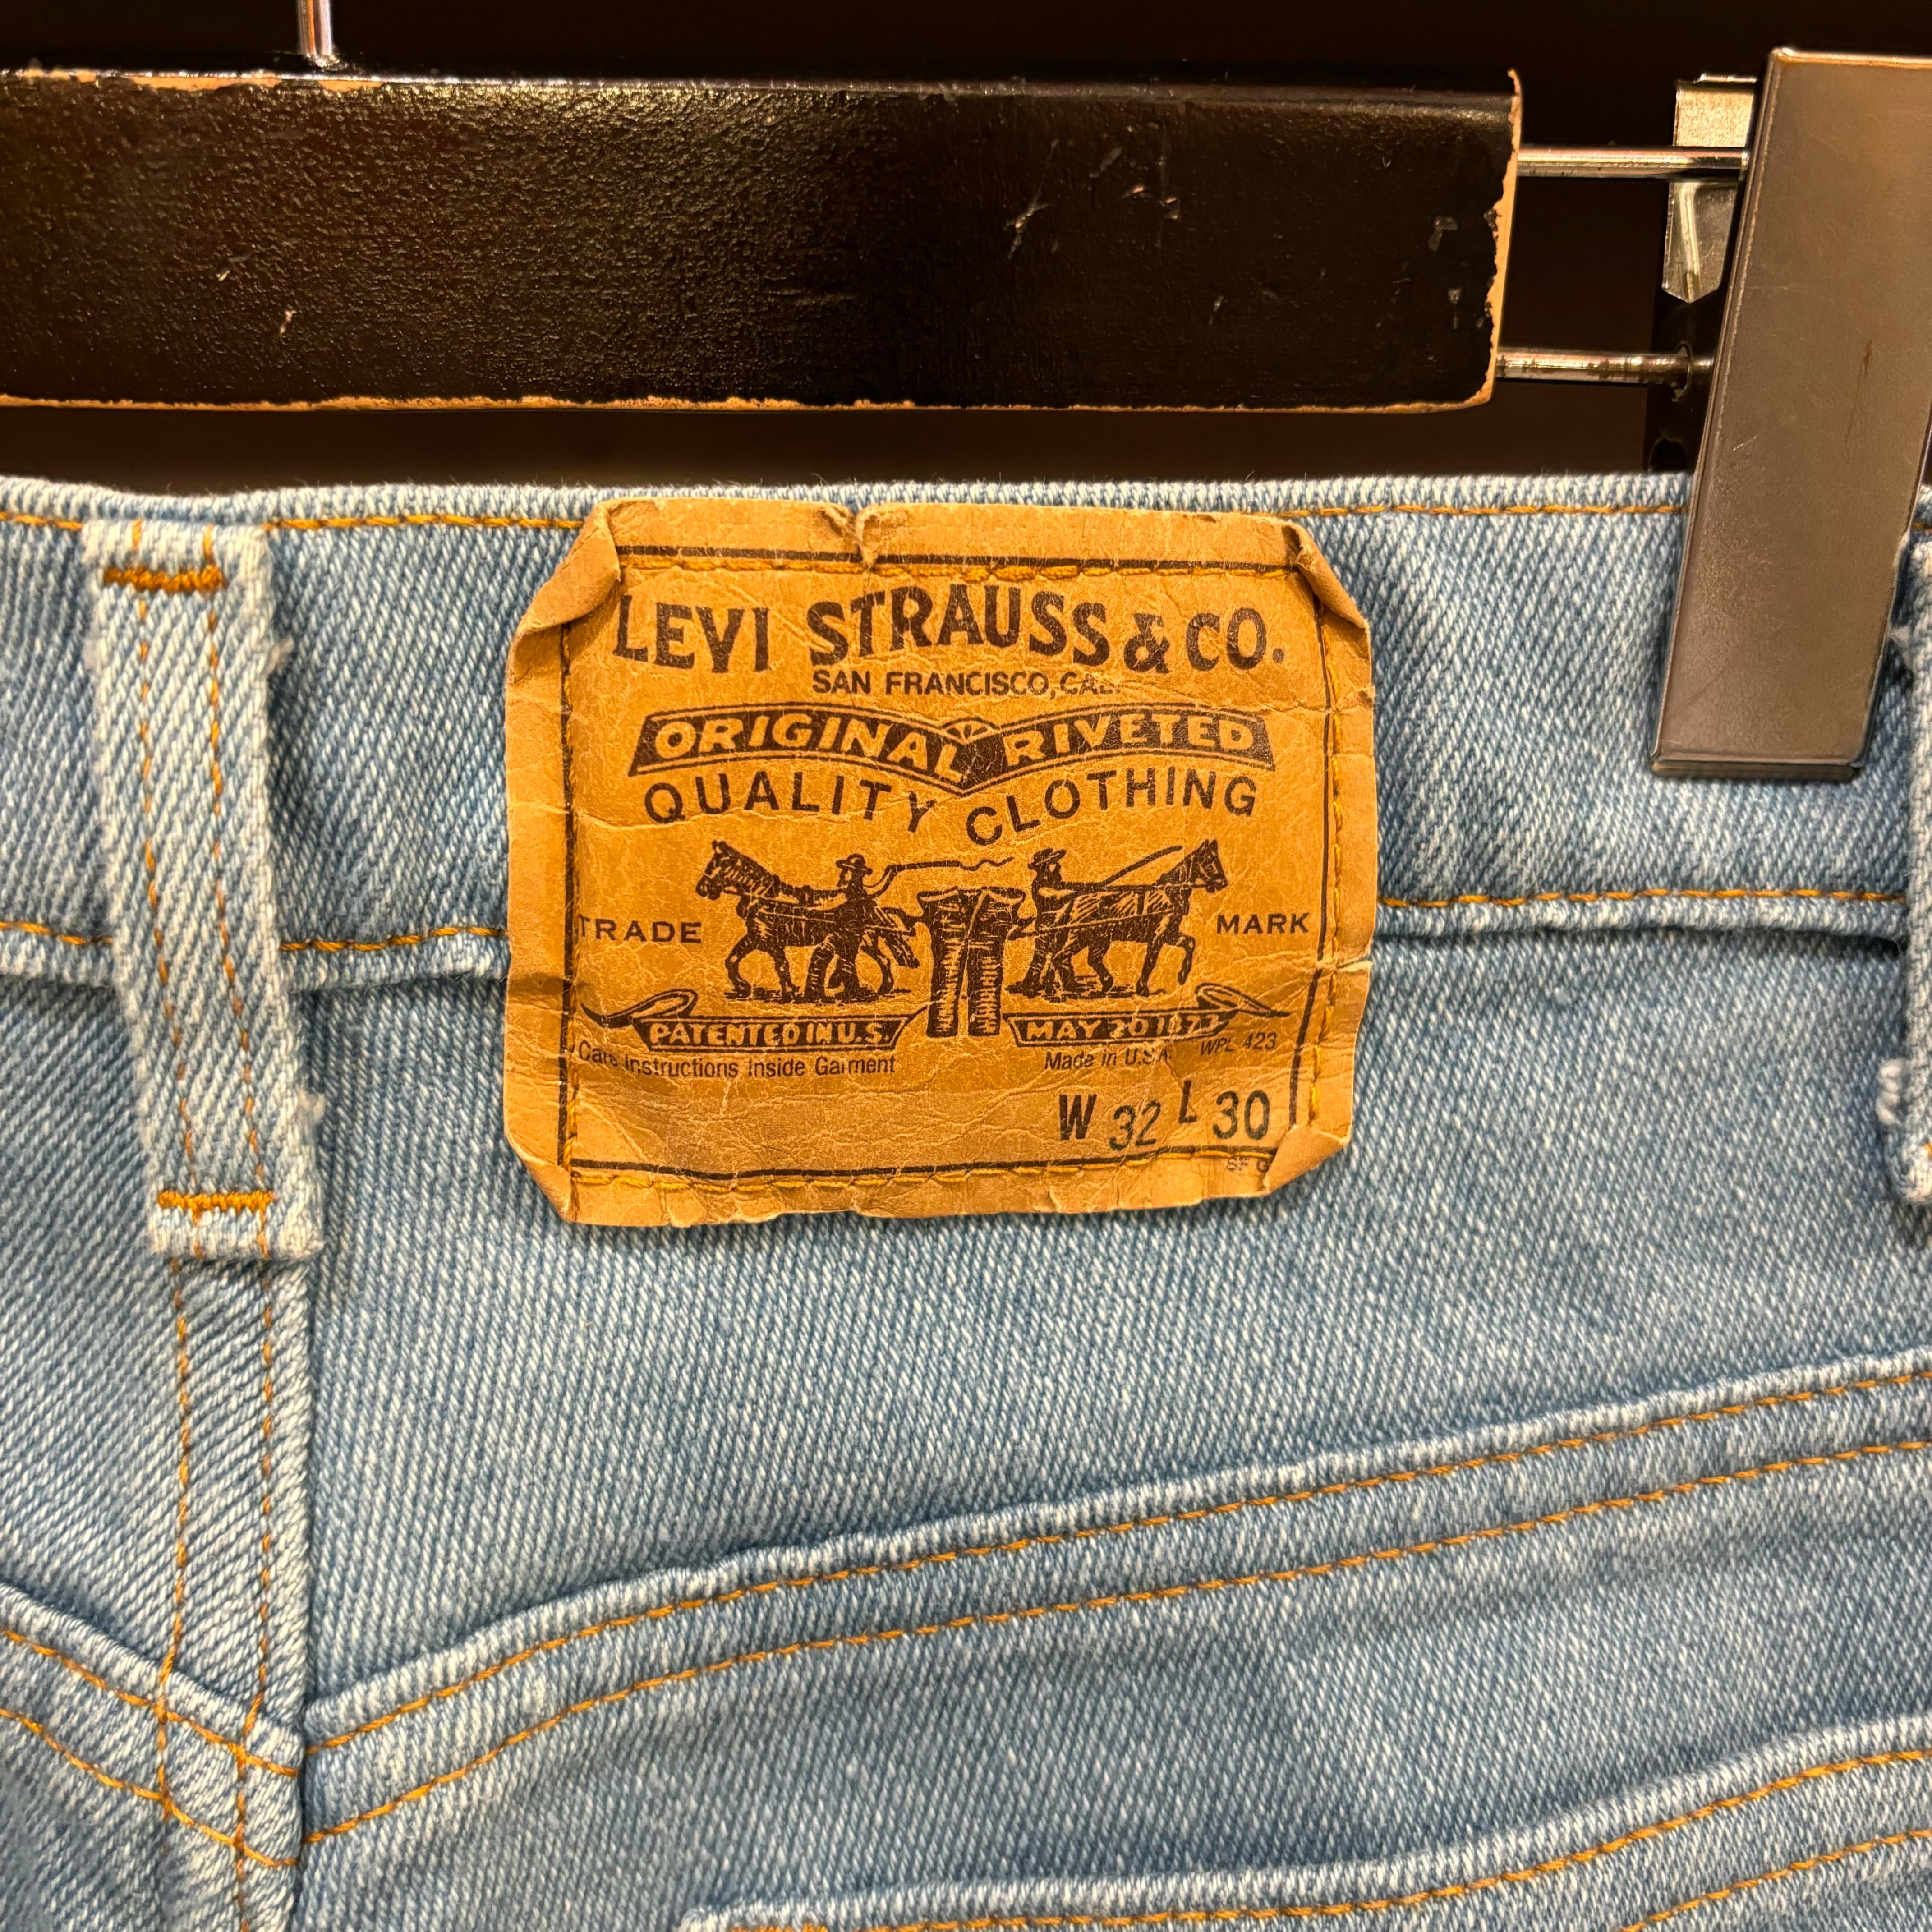 LEVI STRAUSS & CO.
SAN FRANCISCO, CAL.
ORIGINAL RIVETED
QUALITY CLOTHING
TRADE MARK
PATENTED IN U.S. MAY 20 1873
Care Instructions Inside Garment Made in U.S.A. WPL 423
W 32 L 30
SF